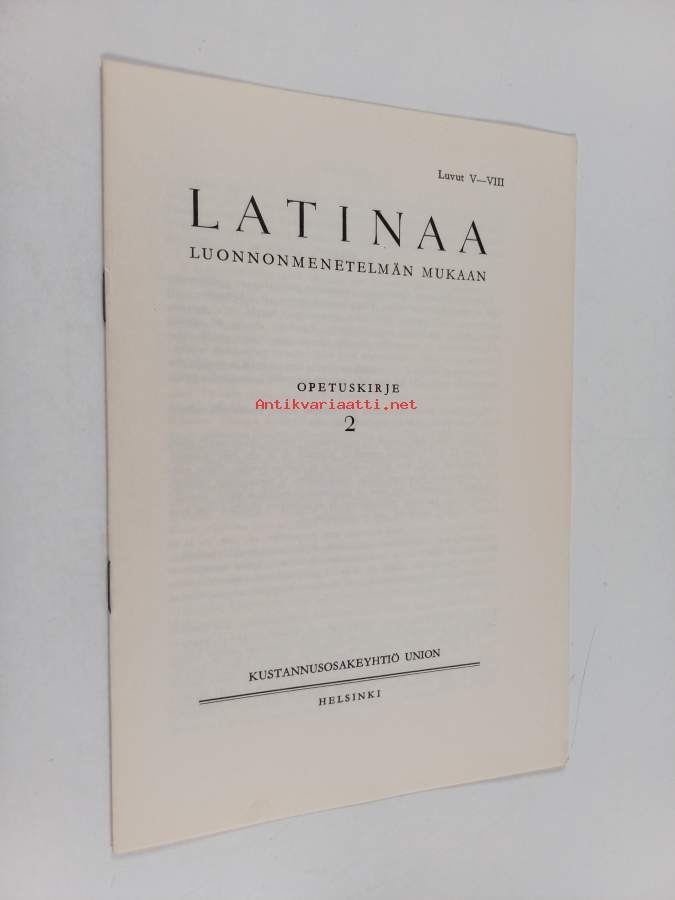 Luvut V—VIII
LATINAA
LUONNONMENETELMÄN MUKAAN
OPETUSKIRJE
Antikvariaatti.net
2
KUSTANNUSOSAKEYHTIÖ UNION
HELSINKI